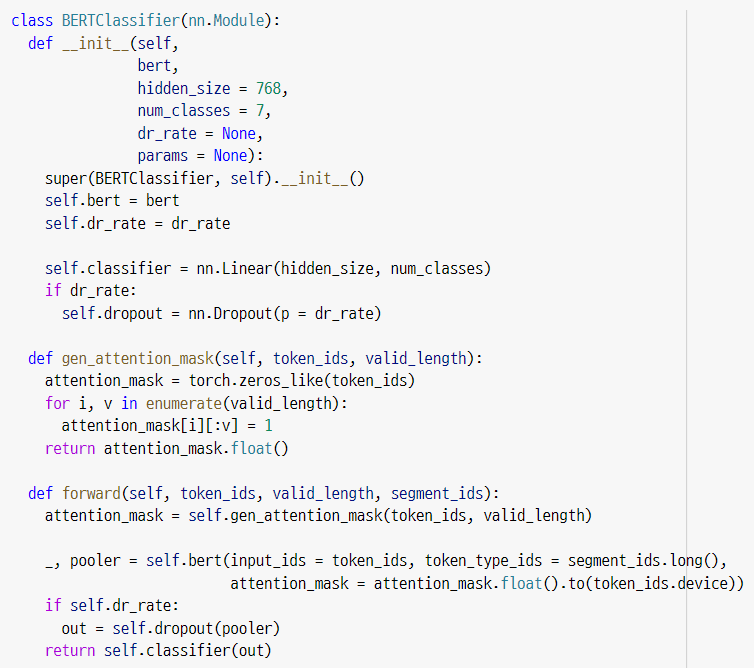 class BERTClassifier(nn.Module):
  def __init__(self,
               bert,
               hidden_size = 768,
               num_classes = 7,
               dr_rate = None,
               params = None):
    super(BERTClassifier, self).__init__()
    self.bert = bert
    self.dr_rate = dr_rate

    self.classifier = nn.Linear(hidden_size, num_classes)
    if dr_rate:
      self.dropout = nn.Dropout(p = dr_rate)

  def gen_attention_mask(self, token_ids, valid_length):
    attention_mask = torch.zeros_like(token_ids)
    for i, v in enumerate(valid_length):
      attention_mask[i][:v] = 1
    return attention_mask.float()

  def forward(self, token_ids, valid_length, segment_ids):
    attention_mask = self.gen_attention_mask(token_ids, valid_length)

    _, pooler = self.bert(input_ids = token_ids, token_type_ids = segment_ids.long(),
                          attention_mask = attention_mask.float().to(token_ids.device))
    if self.dr_rate:
      out = self.dropout(pooler)
    return self.classifier(out)